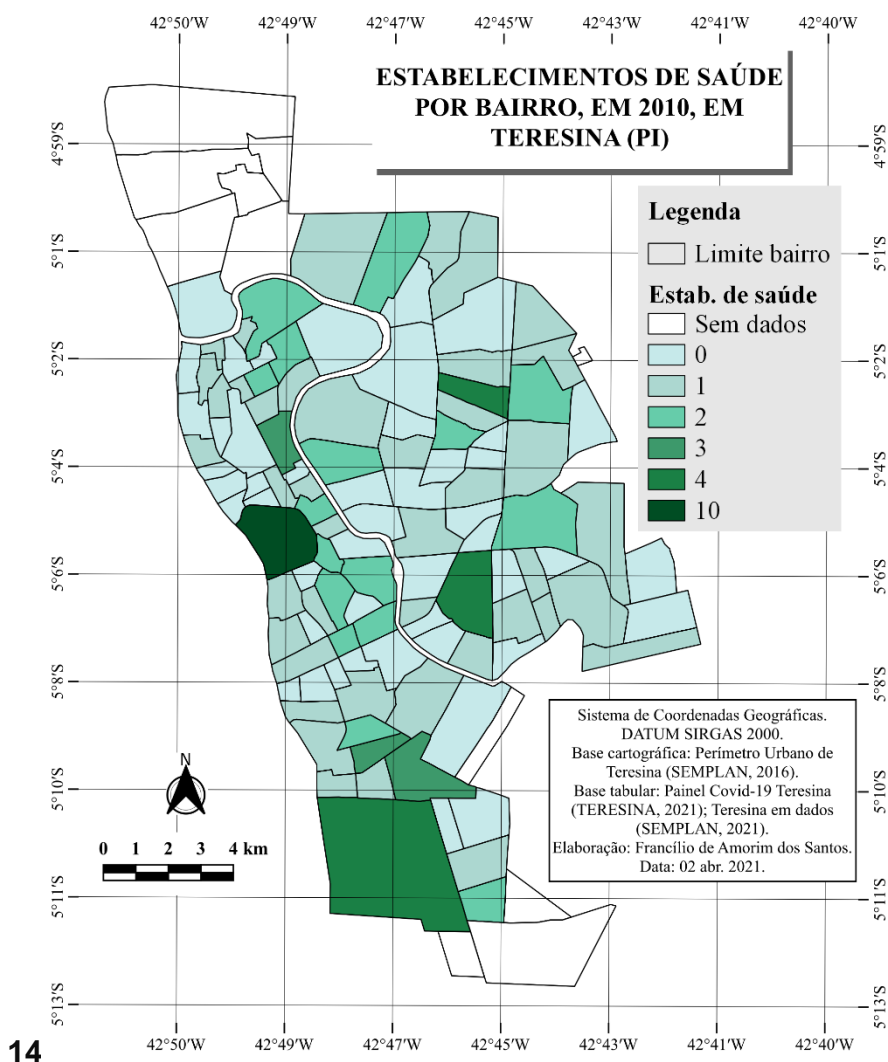 42°50'W 42°49'W 42°47'W 42°45'W 42°43'W 42°41'W 42°40'W
ESTABELECIMENTOS DE SAÚDE
POR BAIRRO, EM 2010, EM
TERESINA (PI)
4°59'S 4°59'S
5°1'S 5°1'S
5°2'S 5°2'S
5°4'S 5°4'S
5°6'S 5°6'S
5°8'S 5°8'S
5°10'S 5°10'S
5°11'S 5°11'S
5°13'S 5°13'S
Legenda
Limite bairro
Estab. de saúde
Sem dados
0
1
2
3
4
10
Sistema de Coordenadas Geográficas.
DATUM SIRGAS 2000.
Base cartográfica: Perímetro Urbano de
Teresina (SEMPLAN, 2016).
Base tabular: Painel Covid-19 Teresina
(TERESINA, 2021); Teresina em dados
(SEMPLAN, 2021).
Elaboração: Francílio de Amorim dos Santos.
Data: 02 abr. 2021.
N
0 1 2 3 4 km
42°50'W 42°49'W 42°47'W 42°45'W 42°43'W 42°41'W 42°40'W
14